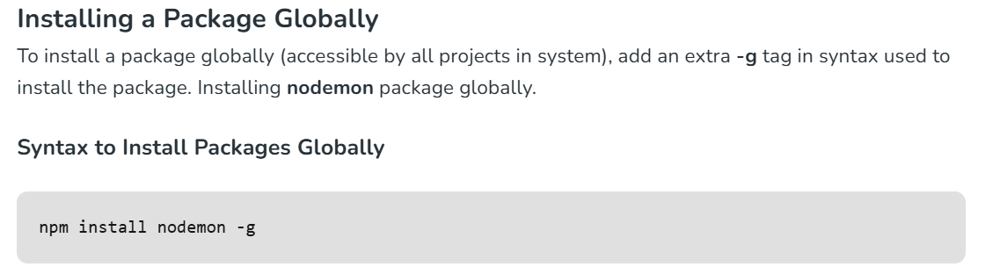 Installing a Package Globally
To install a package globally (accessible by all projects in system), add an extra -g tag in syntax used to
install the package. Installing nodemon package globally.
Syntax to Install Packages Globally
npm install nodemon -g